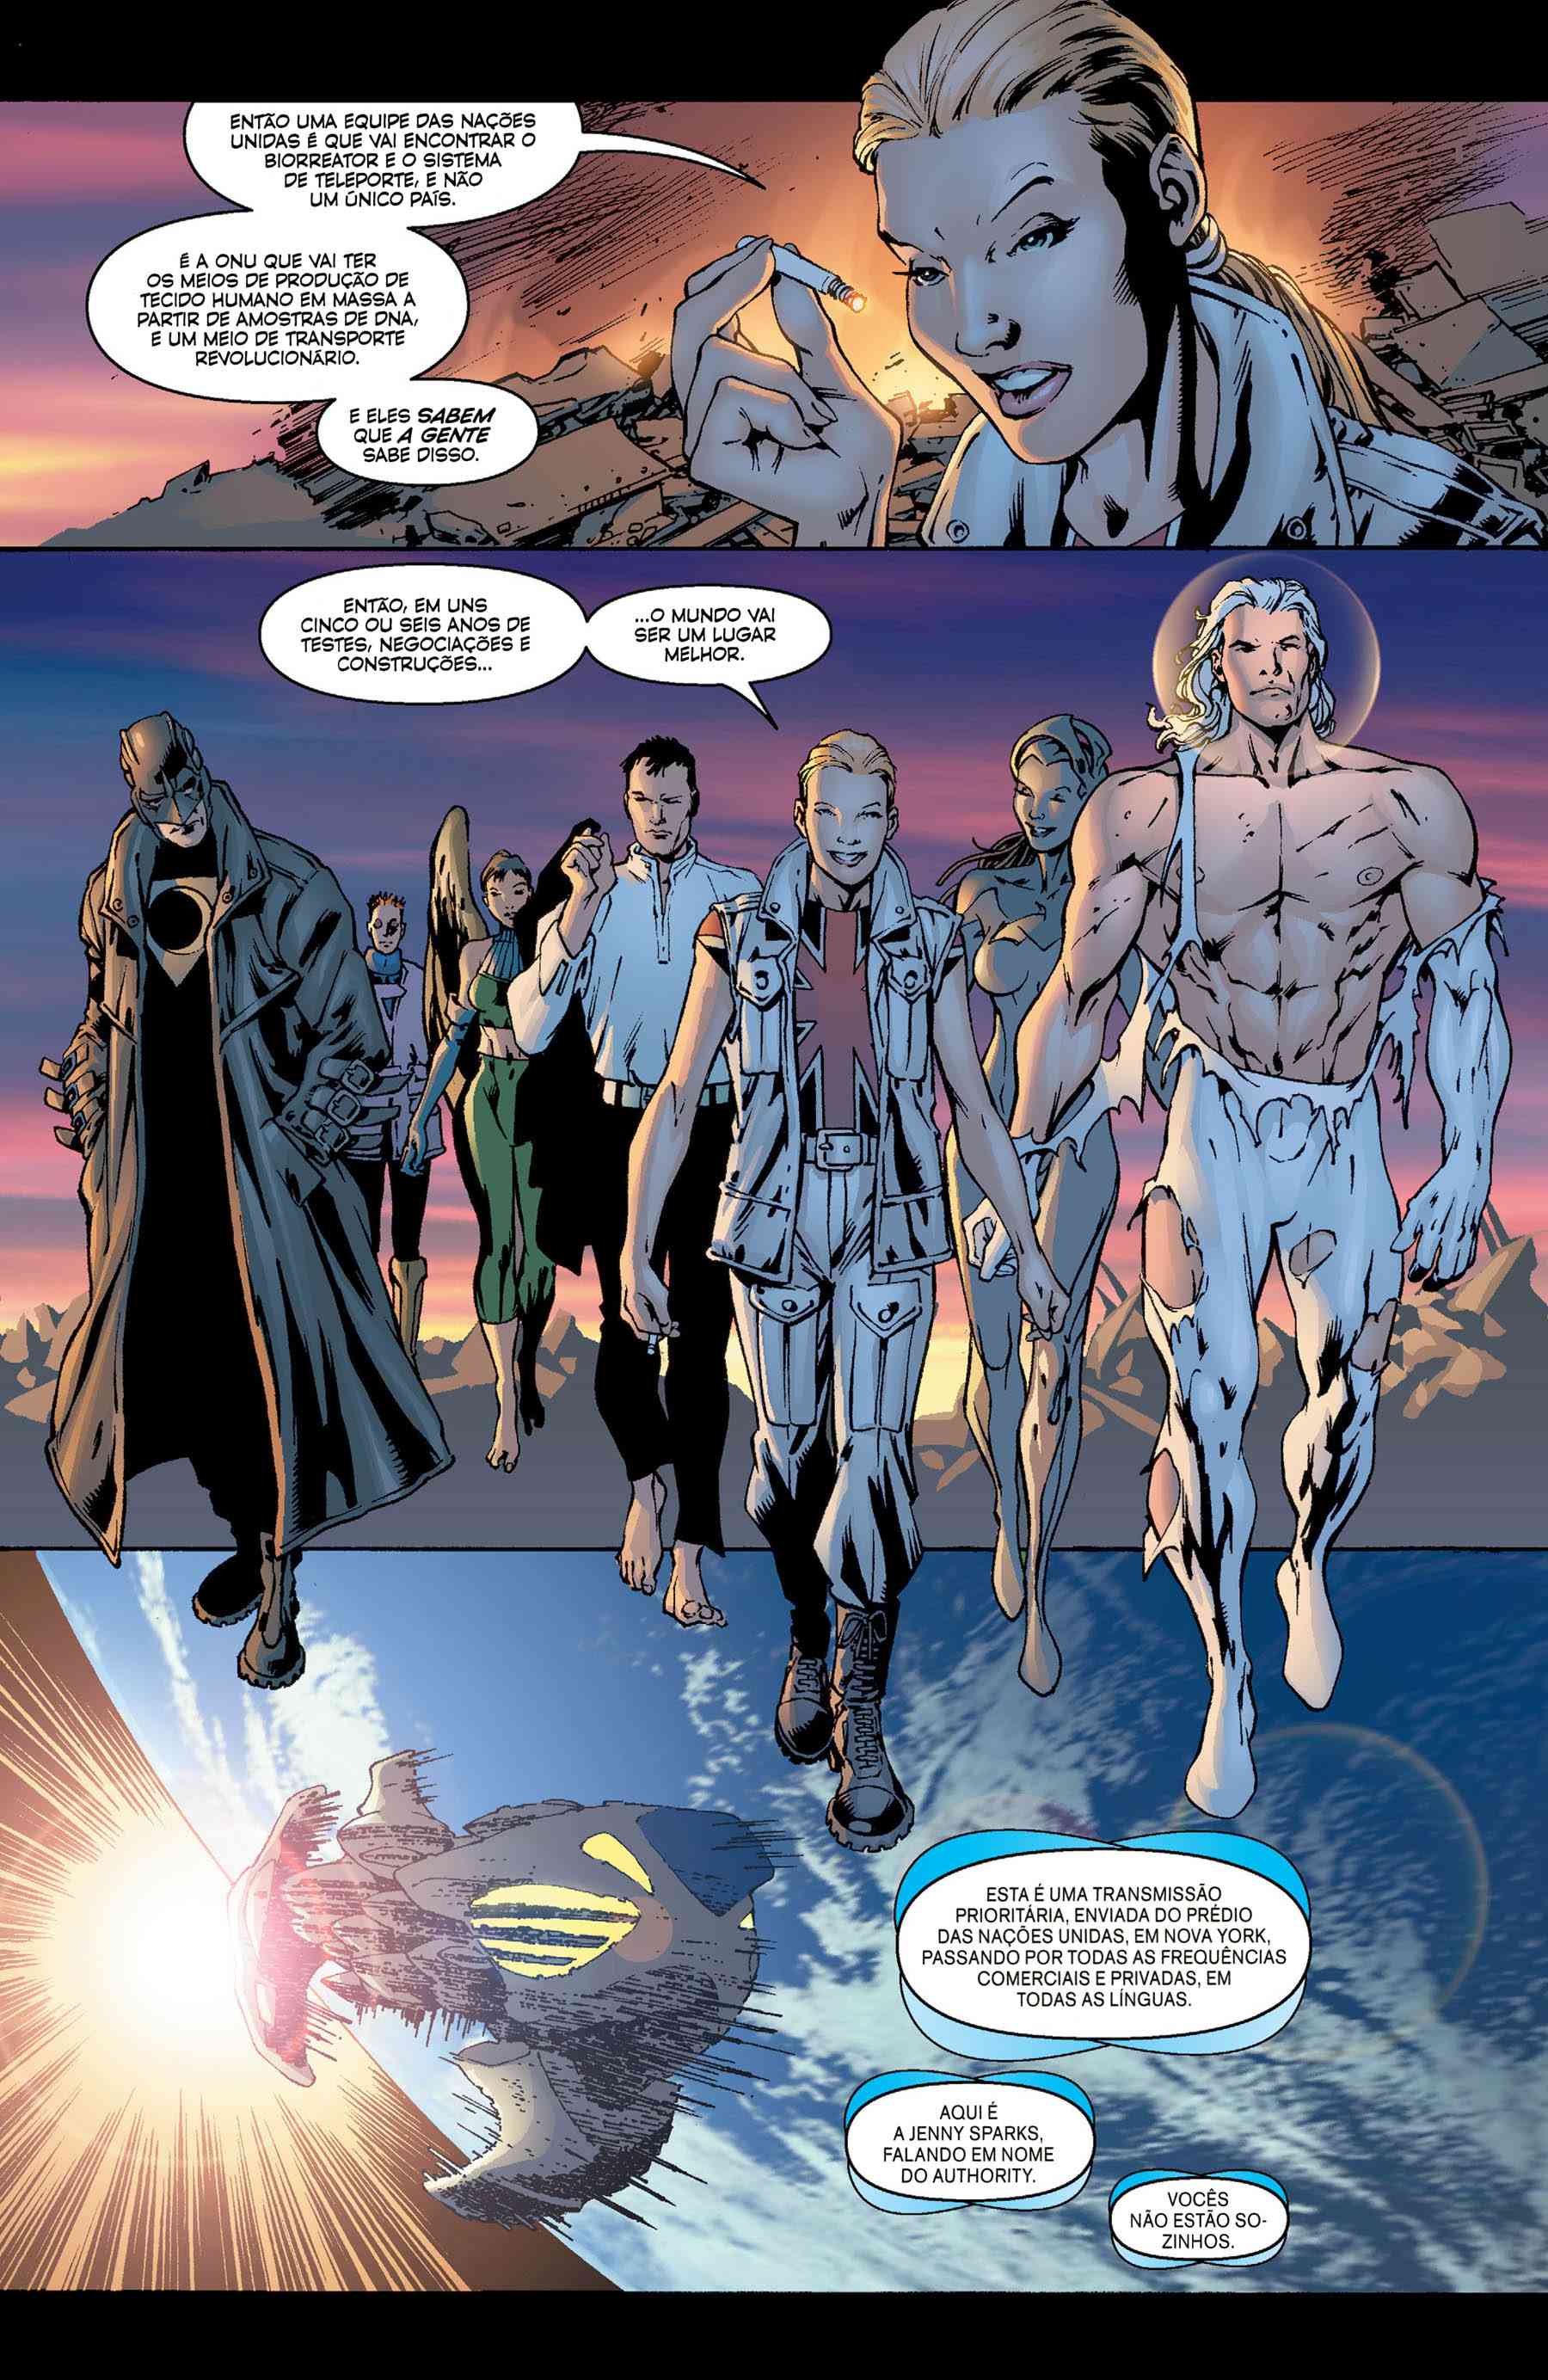 ENTÃO UMA EQUIPE DAS NAÇÕES
UNIDAS É QUE VAI ENCONTRAR O
BIORREATOR E O SISTEMA
DE TELEPORTE, E NÃO
UM ÚNICO PAÍS.
É A ONU QUE VAI TER
OS MEIOS DE PRODUÇÃO DE
TECIDO HUMANO EM MASSA A
PARTIR DE AMOSTRAS DE DNA,
E UM MEIO DE TRANSPORTE
REVOLUCIONÁRIO.
E ELES SABEM
QUE A GENTE
SABE DISSO.
ENTÃO, EM UNS
CINCO OU SEIS ANOS DE
TESTES, NEGOCIAÇÕES E
CONSTRUÇÕES...
...O MUNDO VAI
SER UM LUGAR
MELHOR.
ESTA É UMA TRANSMISSÃO
PRIORITÁRIA, ENVIADA DO PRÉDIO
DAS NAÇÕES UNIDAS, EM NOVA YORK,
PASSANDO POR TODAS AS FREQUÊNCIAS
COMERCIAIS E PRIVADAS, EM
TODAS AS LÍNGUAS.
AQUI É
A JENNY SPARKS,
FALANDO EM NOME
DO AUTHORITY.
VOCÊS
NÃO ESTÃO SO-
ZINHOS.